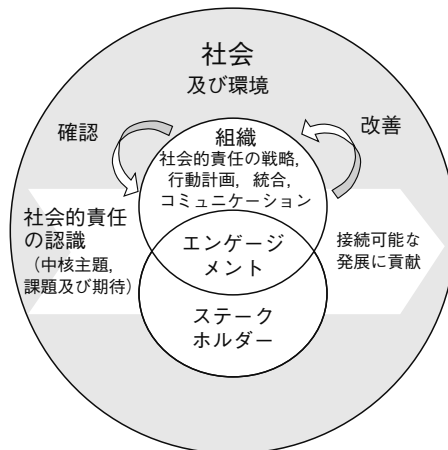 社会
及び環境
確認
改善
組織
社会的責任の戦略,
行動計画, 統合,
コミュニケーション
社会的責任
の認識
（中核主題,
課題及び期待）
エンゲージ
メント
接続可能な
発展に貢献
ステーク
ホルダー